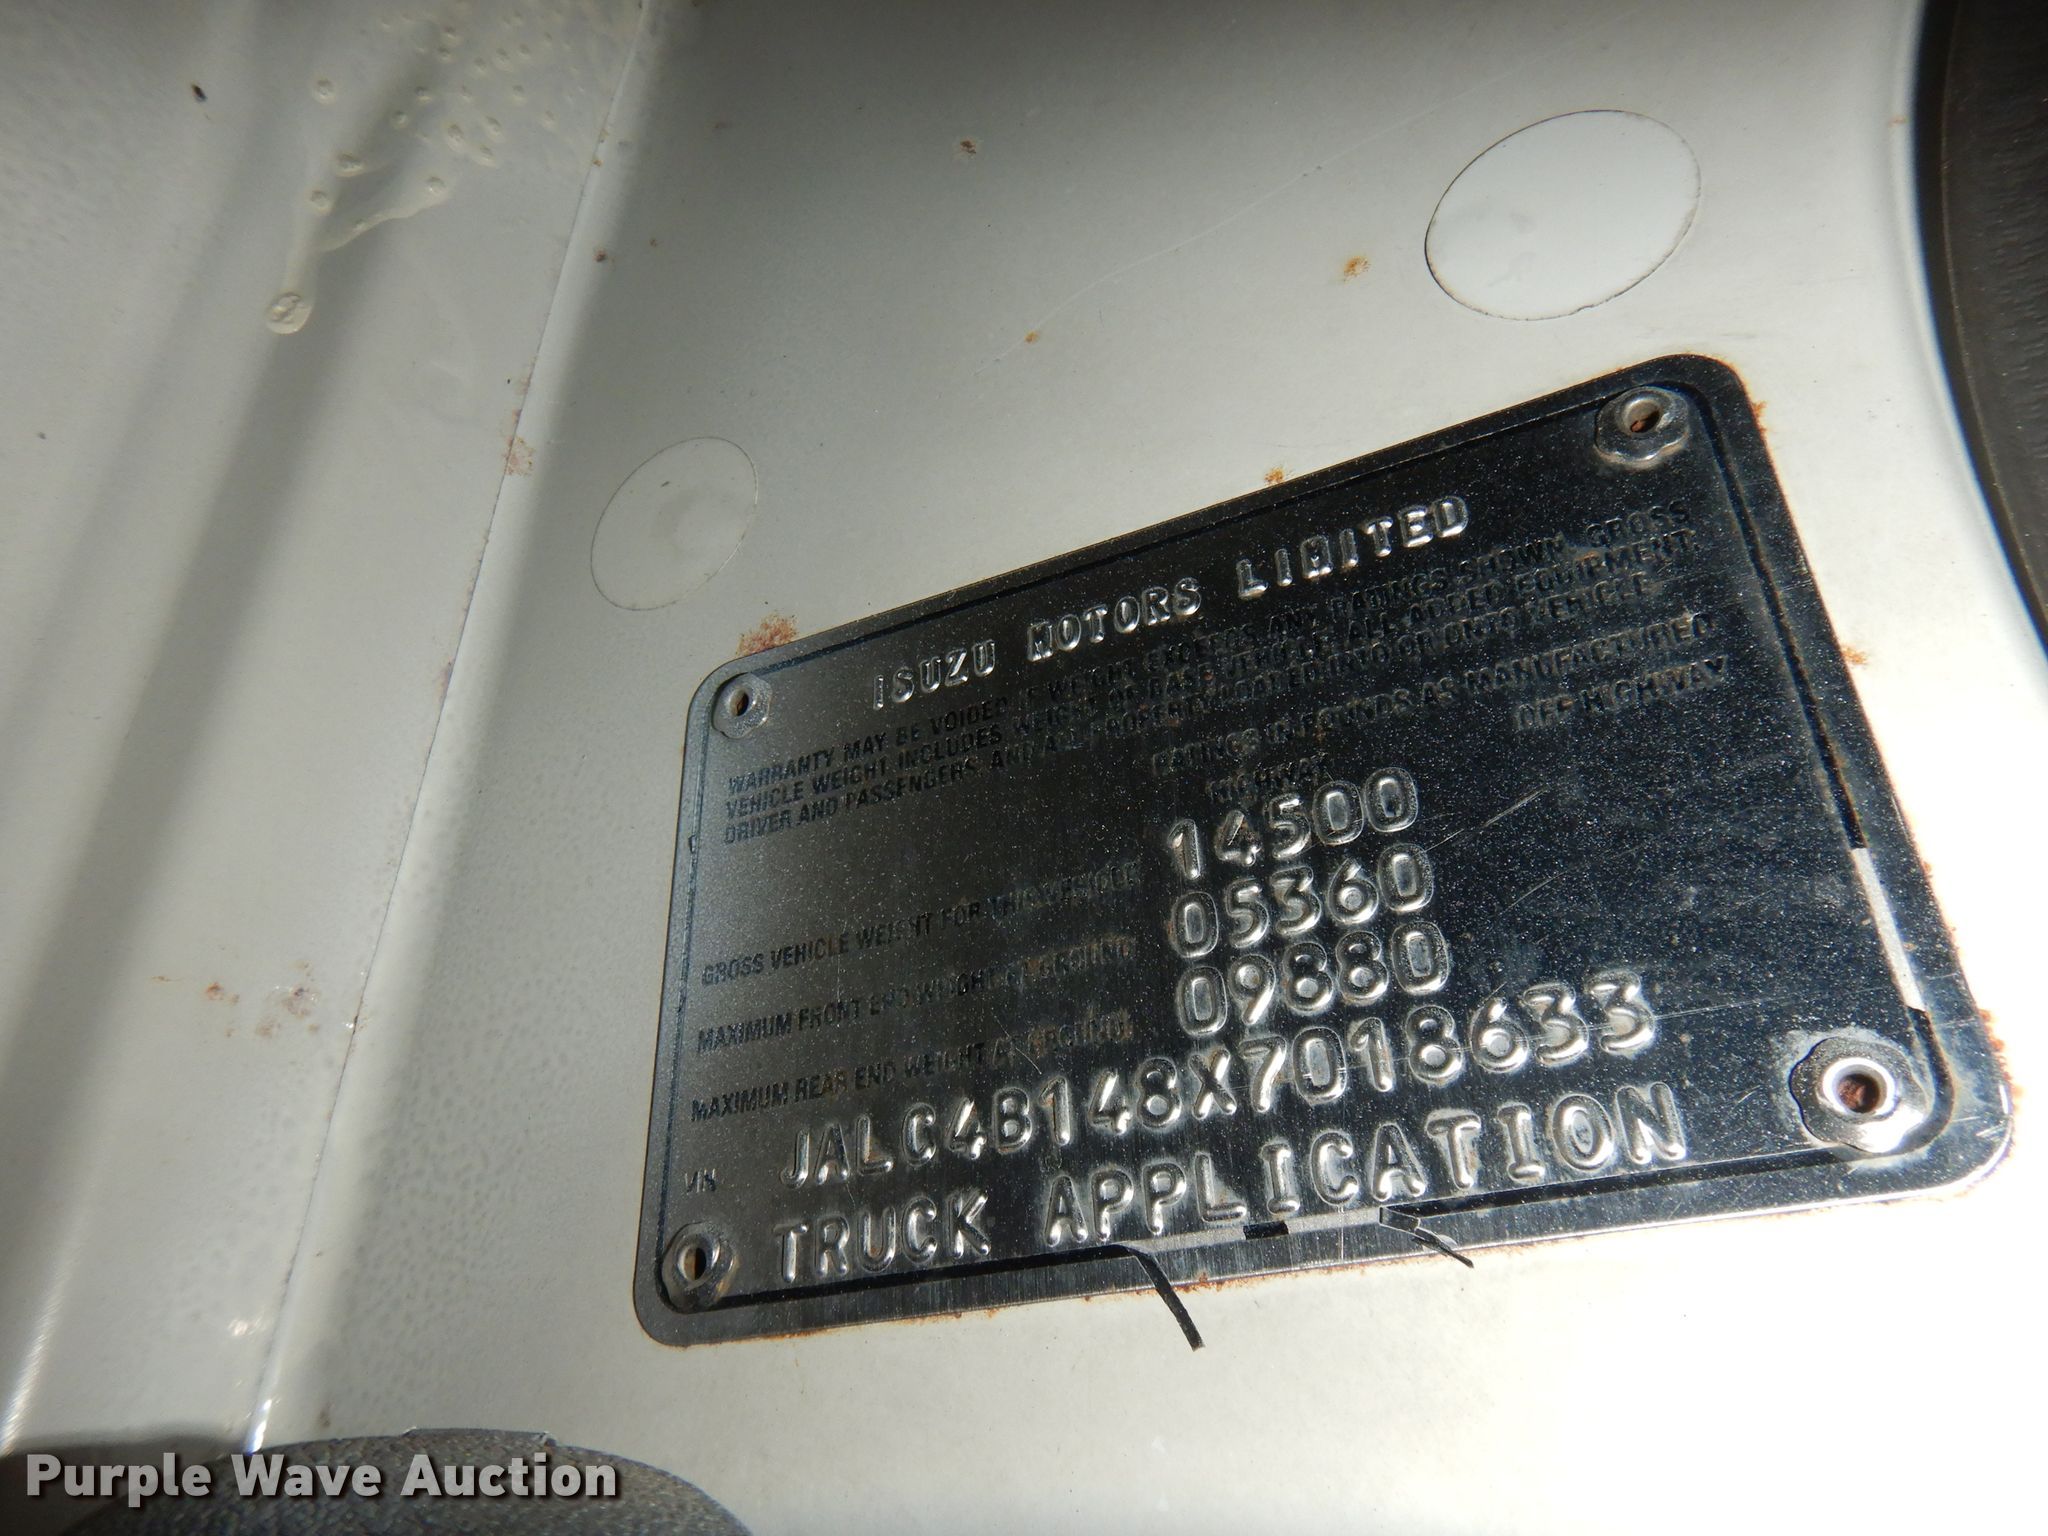 ISUZU MOTORS LIMITED
WARRANTY MAY BE VOIDED IF WEIGHT EXCEEDS ANY RATINGS SHOWN. GROSS
VEHICLE WEIGHT INCLUDES WEIGHT OF BASE VEHICLE, ALL ADDED EQUIPMENT,
DRIVER AND PASSENGERS, AND ALL PROPERTY LOADED INTO OR ONTO VEHICLE
RATINGS IN POUNDS AS MANUFACTURED
HIGHWAY OFF HIGHWAY
GROSS VEHICLE WEIGHT FOR THIS VEHICLE 14500
MAXIMUM FRONT END WEIGHT AT GROUND 05360
MAXIMUM REAR END WEIGHT AT GROUND 09880
VIN JALC4B148X7018633
TRUCK APPLICATION
Purple Wave Auction